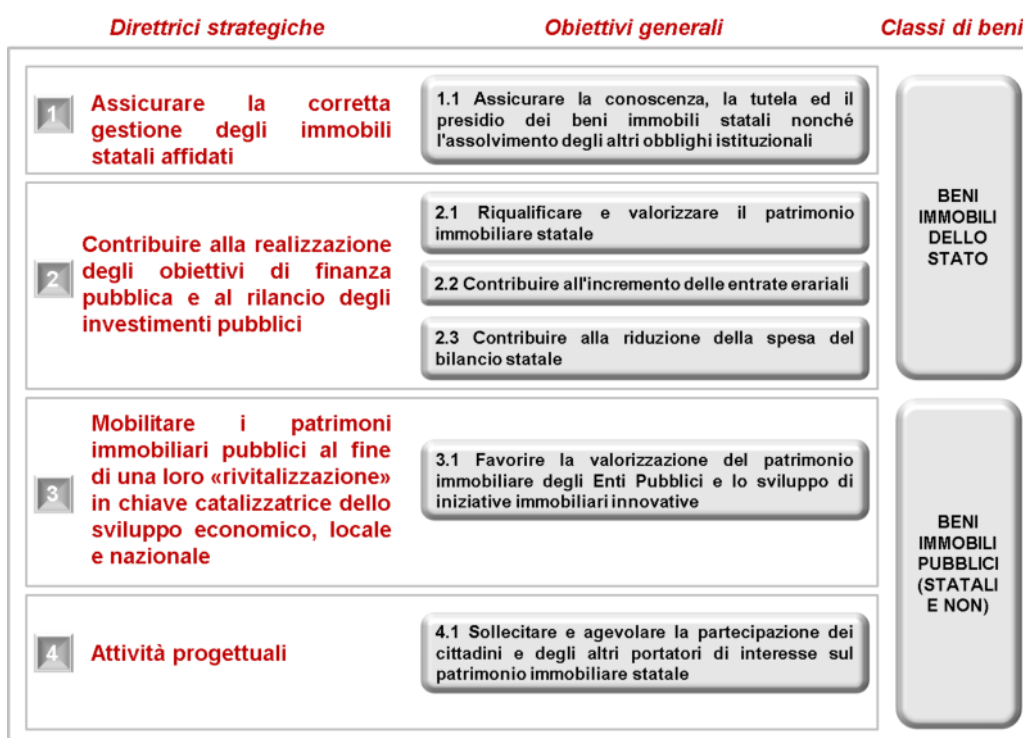 Direttrici strategiche
Obiettivi generali
Classi di beni
1
Assicurare la corretta
gestione degli immobili
statali affidati
1.1 Assicurare la conoscenza, la tutela ed il
presidio dei beni immobili statali nonché
l'assolvimento degli altri obblighi istituzionali
2
Contribuire alla realizzazione
degli obiettivi di finanza
pubblica e al rilancio degli
investimenti pubblici
2.1 Riqualificare e valorizzare il patrimonio
immobiliare statale
2.2 Contribuire all'incremento delle entrate erariali
2.3 Contribuire alla riduzione della spesa del
bilancio statale
BENI
IMMOBILI
DELLO
STATO
3
Mobilitare i patrimoni
immobiliari pubblici al fine
di una loro «rivitalizzazione»
in chiave catalizzatrice dello
sviluppo economico, locale
e nazionale
3.1 Favorire la valorizzazione del patrimonio
immobiliare degli Enti Pubblici e lo sviluppo di
iniziative immobiliari innovative
4
Attività progettuali
4.1 Sollecitare e agevolare la partecipazione dei
cittadini e degli altri portatori di interesse sul
patrimonio immobiliare statale
BENI
IMMOBILI
PUBBLICI
(STATALI
E NON)